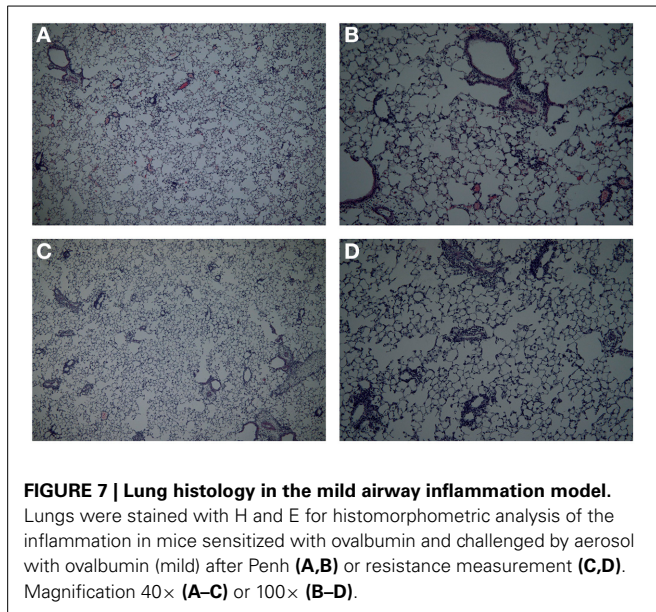 A
B
C
D
FIGURE 7 | Lung histology in the mild airway inflammation model.
Lungs were stained with H and E for histomorphometric analysis of the
inflammation in mice sensitized with ovalbumin and challenged by aerosol
with ovalbumin (mild) after Penh (A,B) or resistance measurement (C,D).
Magnification 40× (A–C) or 100× (B–D).